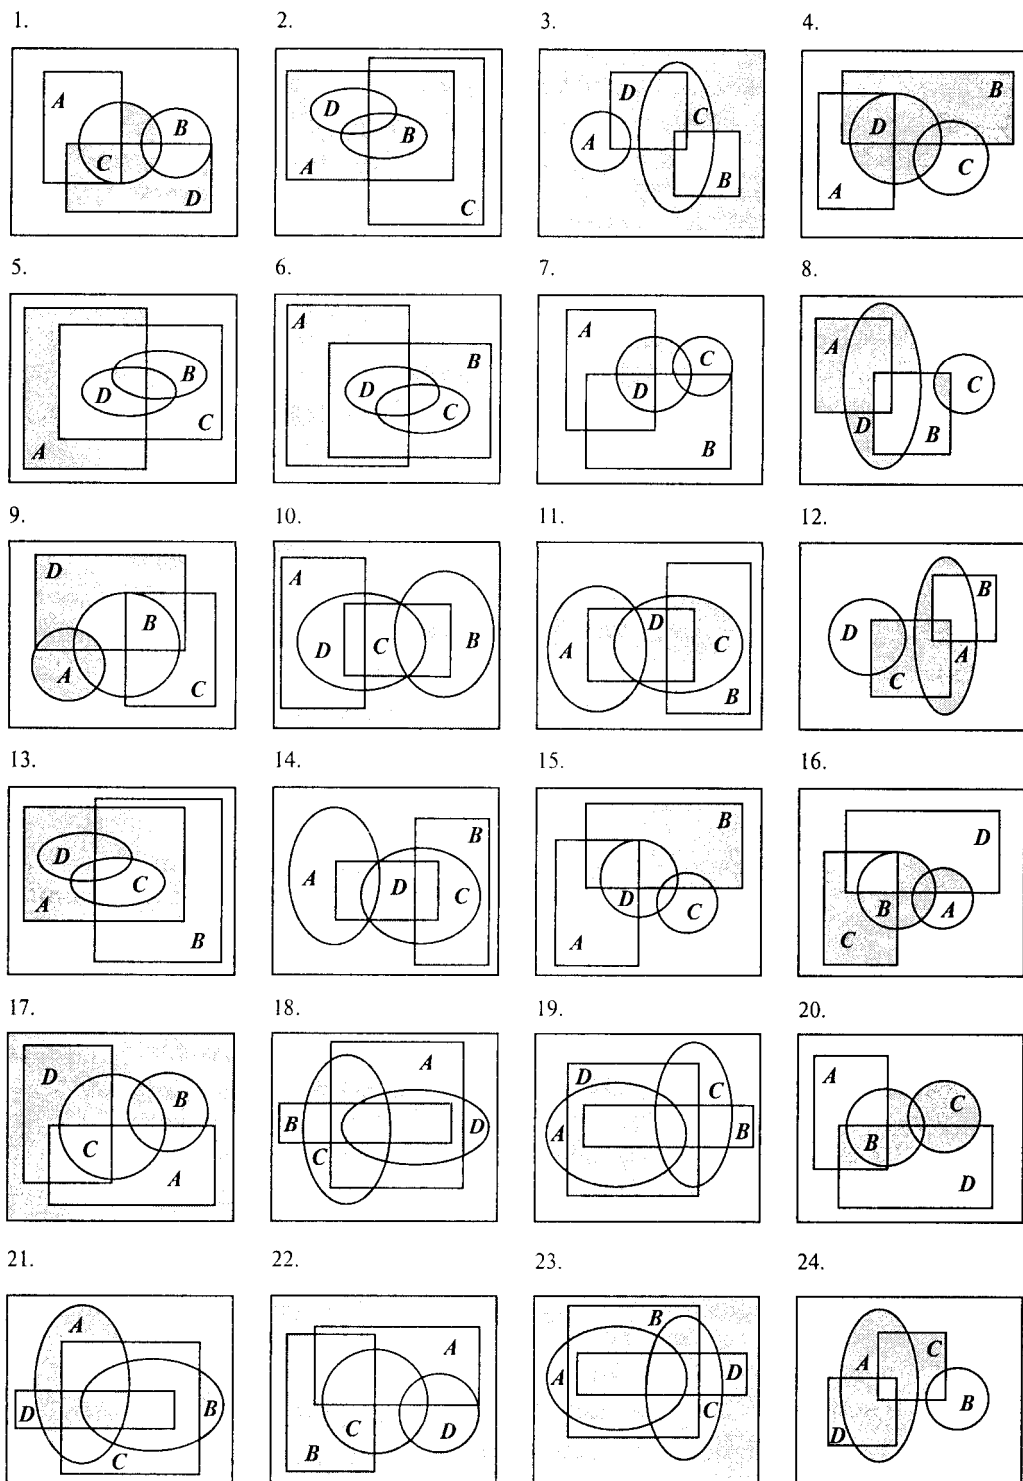 1. 2. 3. 4.
A B C D
D B A C
D A C B
B D C A
5. 6. 7. 8.
B D C A
A B D C
A C D B
A C D B
9. 10. 11. 12.
D B A C
A D C B
D A C B
B D A C
13. 14. 15. 16.
D C A B
B A D C
B D C A
D B A C
17. 18. 19. 20.
D B C A
A B D C
D C A B
A C B D
21. 22. 23. 24.
A D B C
A C D B
B A D C
C A B D